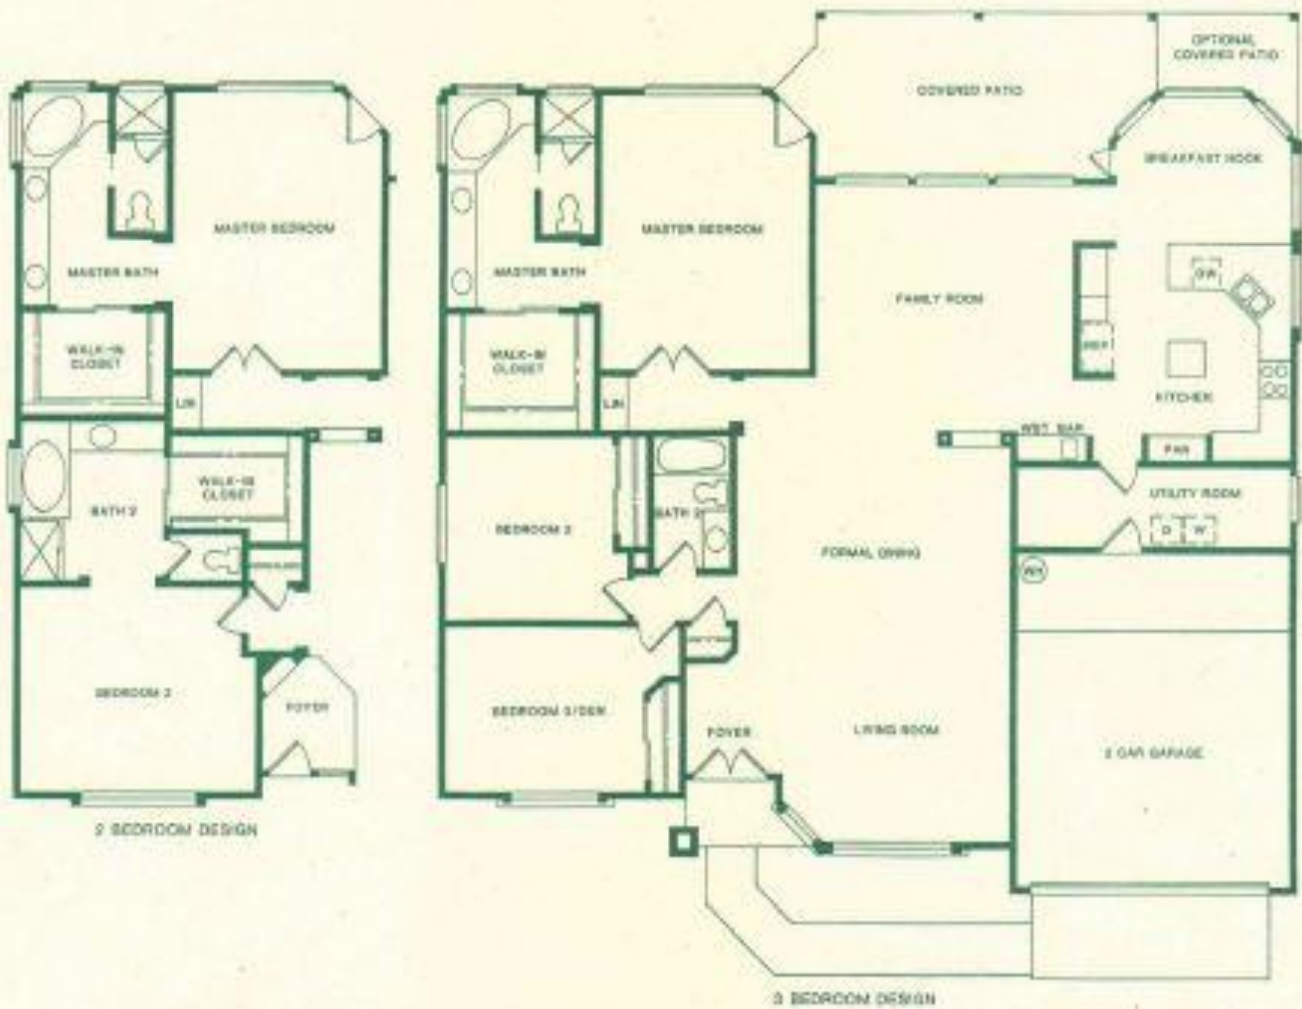 MASTER BEDROOM
MASTER BATH
WALK-IN
CLOSET
LIN
WALK-IN
CLOSET
BATH 2
BEDROOM 2
FOYER
2 BEDROOM DESIGN
OPTIONAL
COVERED PATIO
COVERED PATIO
BREAKFAST NOOK
MASTER BEDROOM
MASTER BATH
DW
FAMILY ROOM
REF
WALK-IN
CLOSET
LIN
KITCHEN
WET BAR
PAN
UTILITY ROOM
BATH 2
BEDROOM 2
D W
FORMAL DINING
WH
BEDROOM 3/DEN
FOYER
LIVING ROOM
2 CAR GARAGE
3 BEDROOM DESIGN